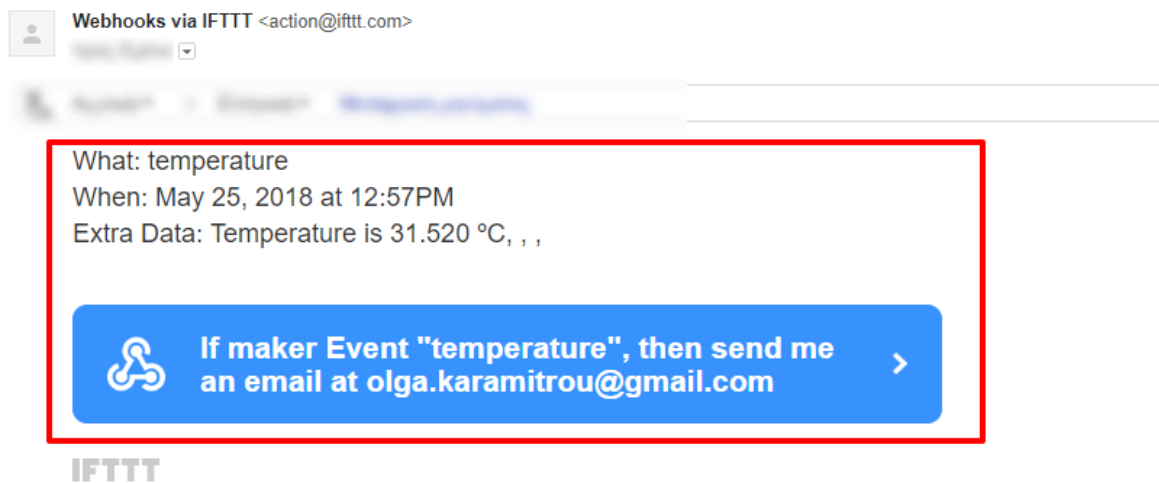 Webhooks via IFTTT <action@ifttt.com>
What: temperature
When: May 25, 2018 at 12:57PM
Extra Data: Temperature is 31.520 ºC, , ,
If maker Event "temperature", then send me
an email at olga.karamitrou@gmail.com
IFTTT